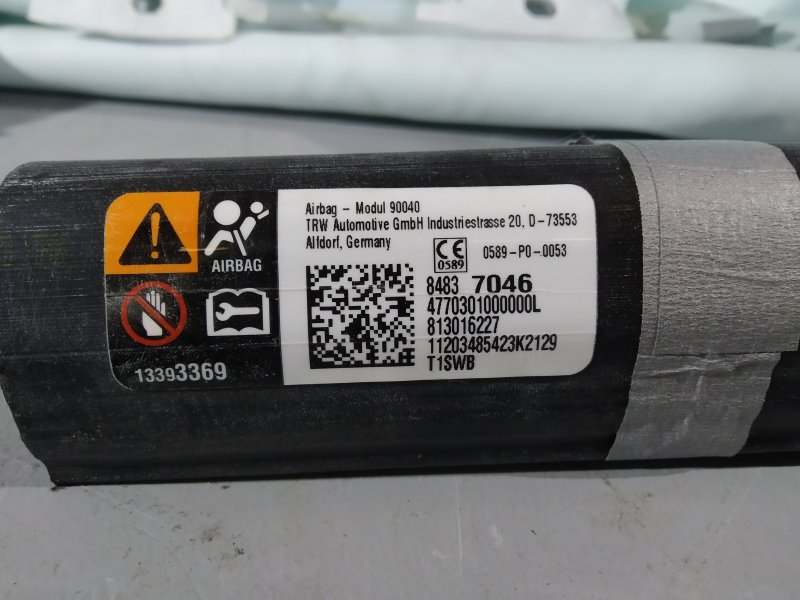 Airbag - Modul 90040
TRW Automotive GmbH Industriestrasse 20, D-73553
Alfdorf, Germany
CE 0589-P0-0053
0589
AIRBAG
8483 7046
4770301000000L
813016227
11203485423K2129
T1SWB
13393369